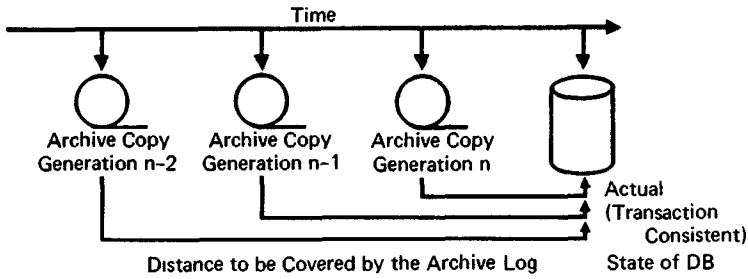 Time
Archive Copy
Generation n-2
Archive Copy
Generation n-1
Archive Copy
Generation n
Actual
(Transaction
Consistent)
State of DB
Distance to be Covered by the Archive Log